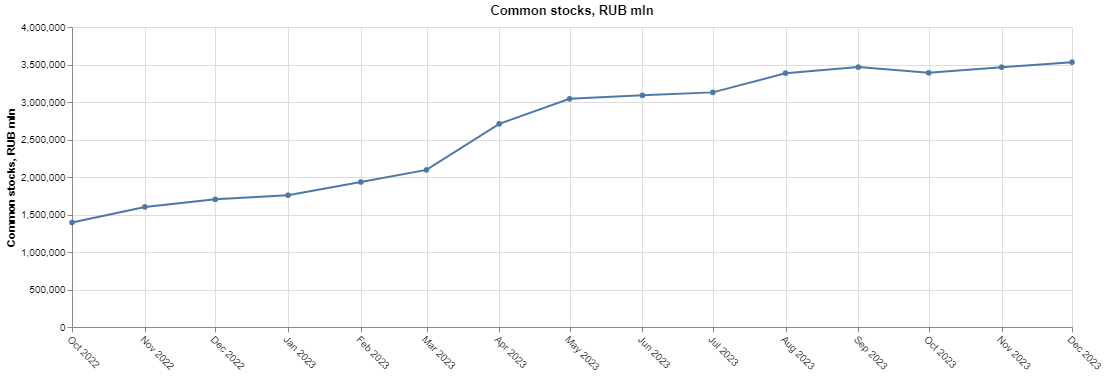 Common stocks, RUB mln
Common stocks, RUB mln
4,000,000
3,500,000
3,000,000
2,500,000
2,000,000
1,500,000
1,000,000
500,000
0
Oct 2022
Nov 2022
Dec 2022
Jan 2023
Feb 2023
Mar 2023
Apr 2023
May 2023
Jun 2023
Jul 2023
Aug 2023
Sep 2023
Oct 2023
Nov 2023
Dec 2023